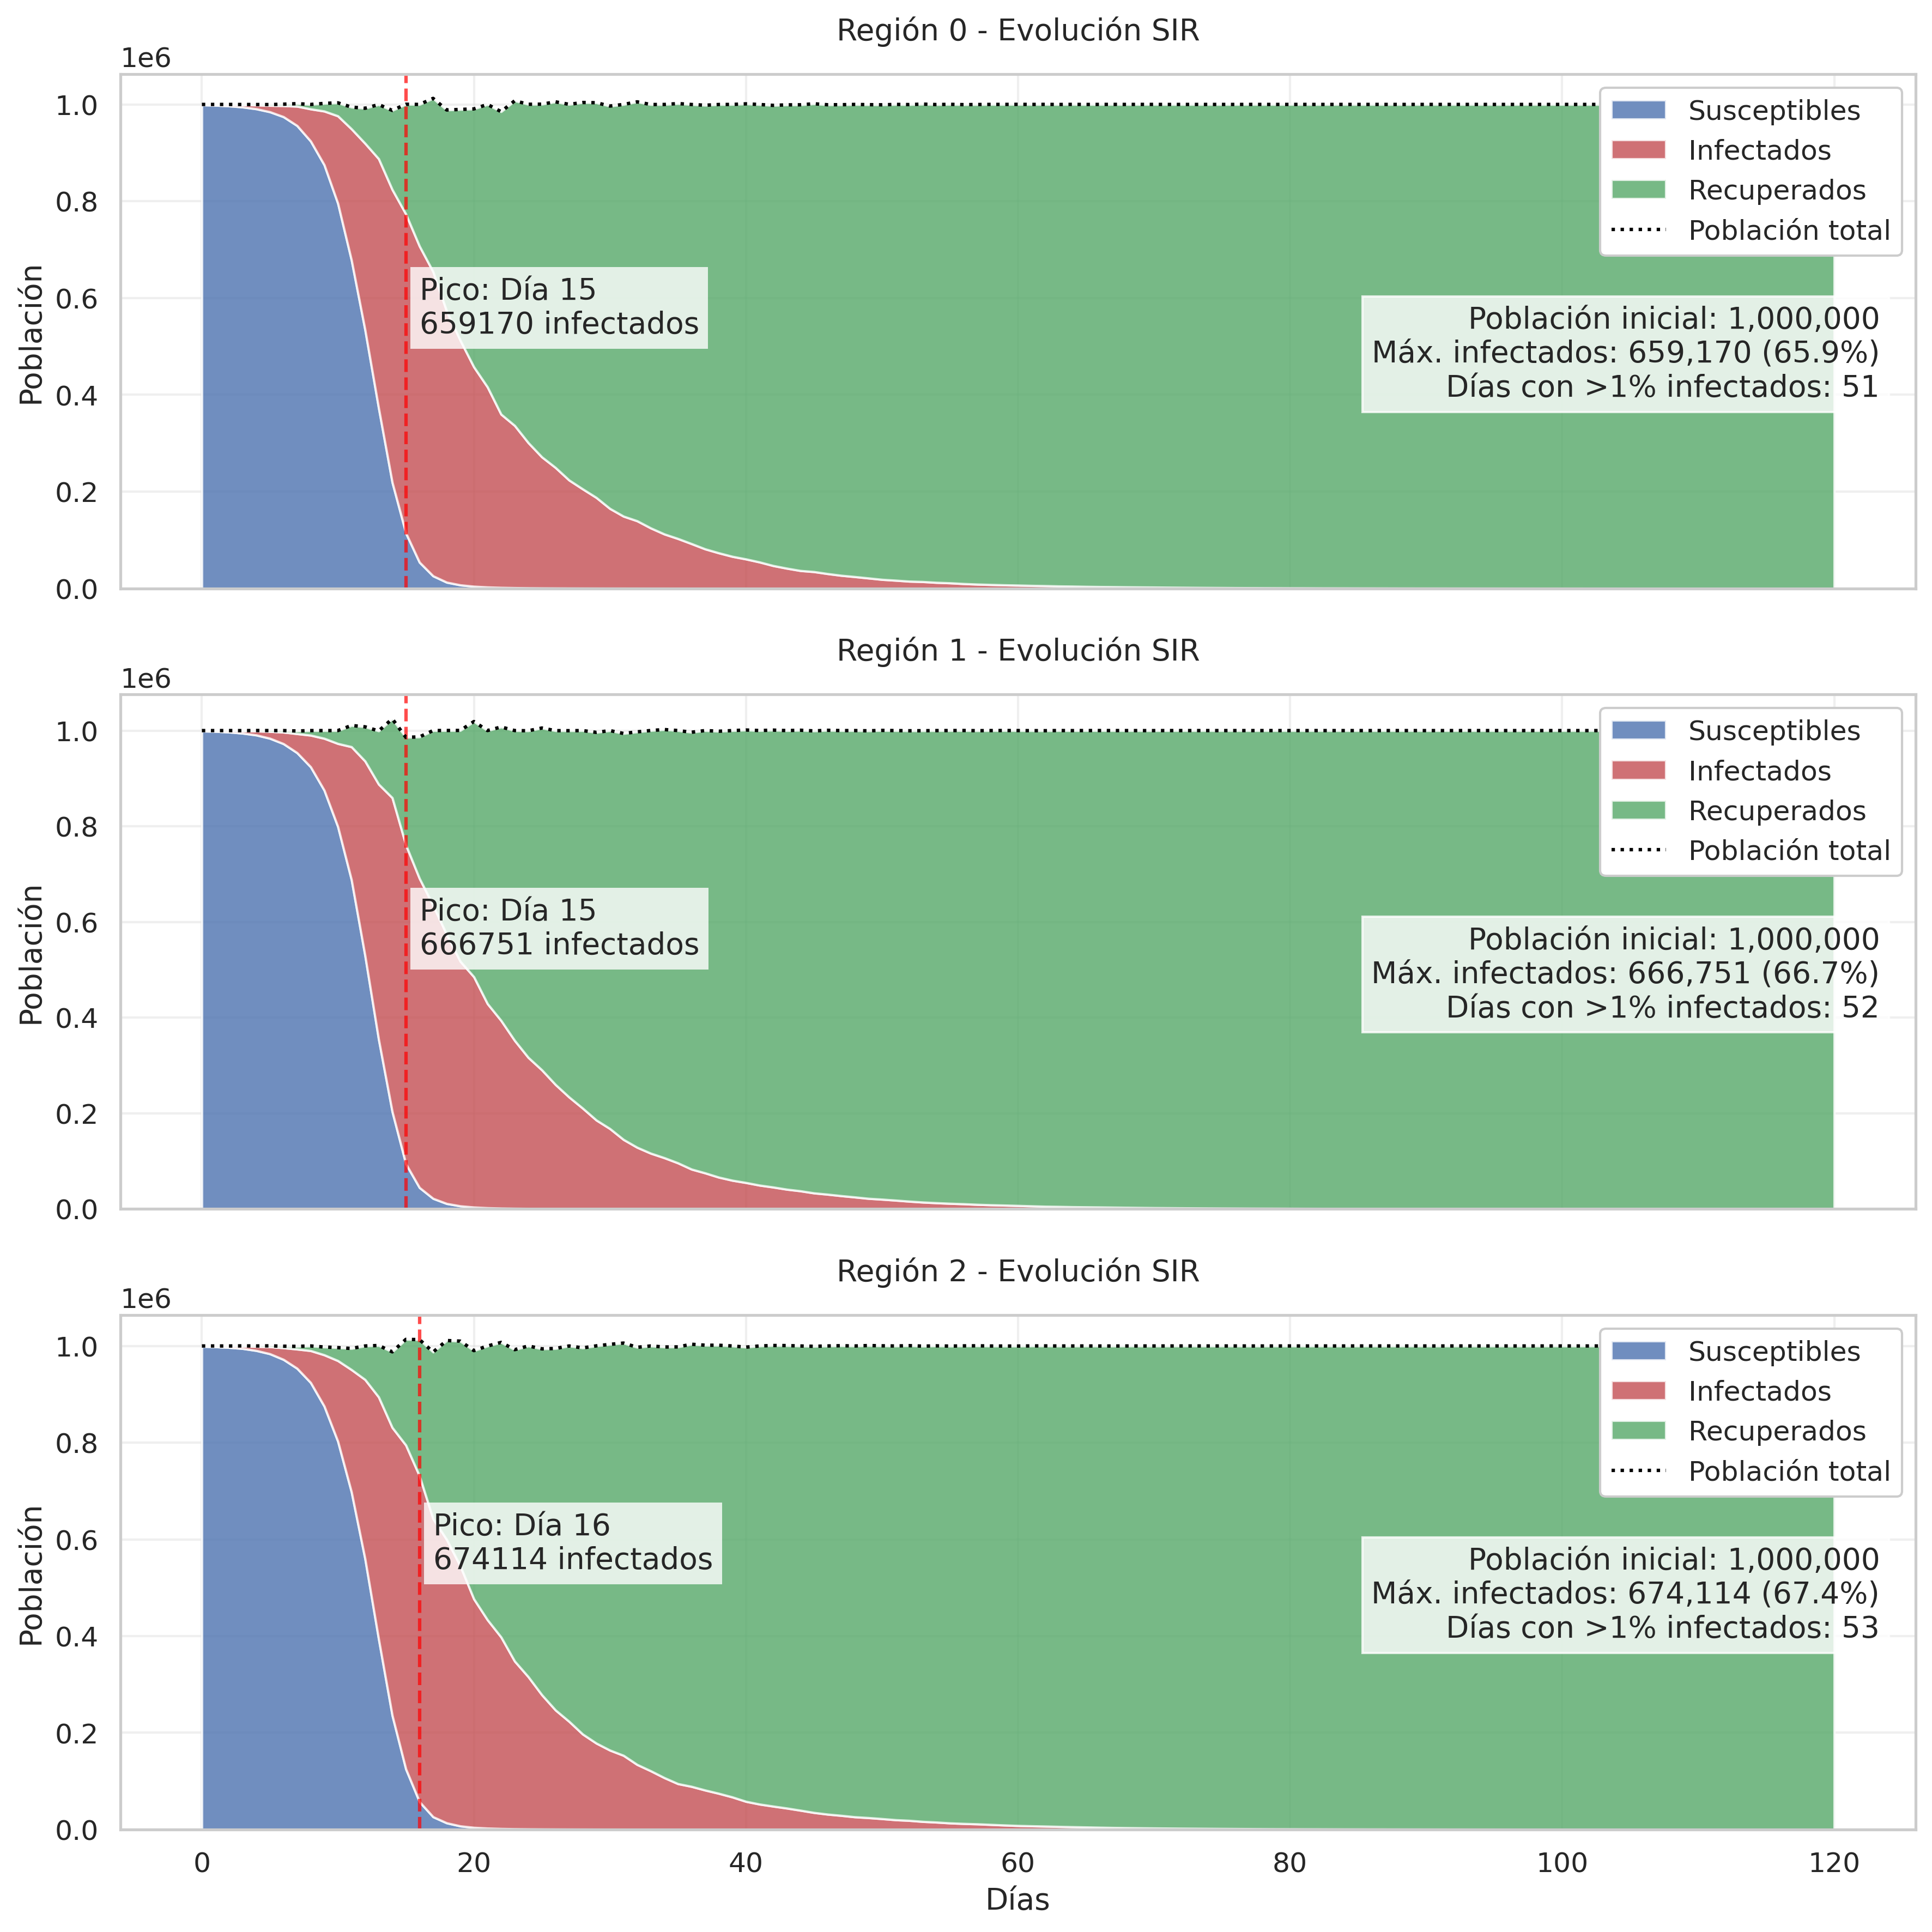 Región 0 - Evolución SIR
1e6
1.0
0.8
0.6
0.4
0.2
0.0
Población
Susceptibles
Infectados
Recuperados
Población total
Pico: Día 15
659170 infectados
Población inicial: 1,000,000
Máx. infectados: 659,170 (65.9%)
Días con >1% infectados: 51
Región 1 - Evolución SIR
1e6
1.0
0.8
0.6
0.4
0.2
0.0
Población
Susceptibles
Infectados
Recuperados
Población total
Pico: Día 15
666751 infectados
Población inicial: 1,000,000
Máx. infectados: 666,751 (66.7%)
Días con >1% infectados: 52
Región 2 - Evolución SIR
1e6
1.0
0.8
0.6
0.4
0.2
0.0
Población
Susceptibles
Infectados
Recuperados
Población total
Pico: Día 16
674114 infectados
Población inicial: 1,000,000
Máx. infectados: 674,114 (67.4%)
Días con >1% infectados: 53
0 20 40 60 80 100 120
Días